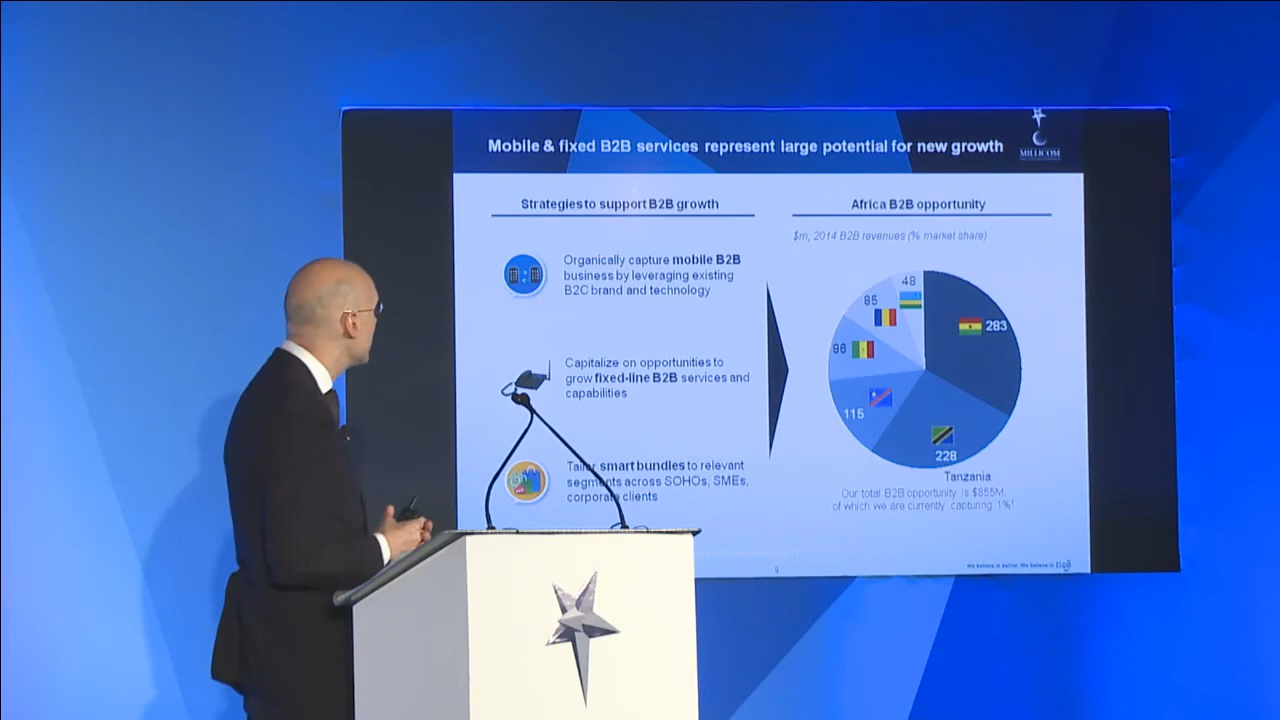 Mobile & fixed B2B services represent large potential for new growth
MILLICOM
Strategies to support B2B growth
Organically capture mobile B2B
business by leveraging existing
B2C brand and technology
Capitalize on opportunities to
grow fixed-line B2B services and
capabilities
smart bundles to relevant
segments across SOHOs, SMEs,
corporate clients
Africa B2B opportunity
$m, 2014 B2B revenues (% market share)
48
85
283
96
115
228
Tanzania
Our total B2B opportunity is $855M,
of which we are currently capturing 1%¹
9
We believe in better. We believe in tiGo